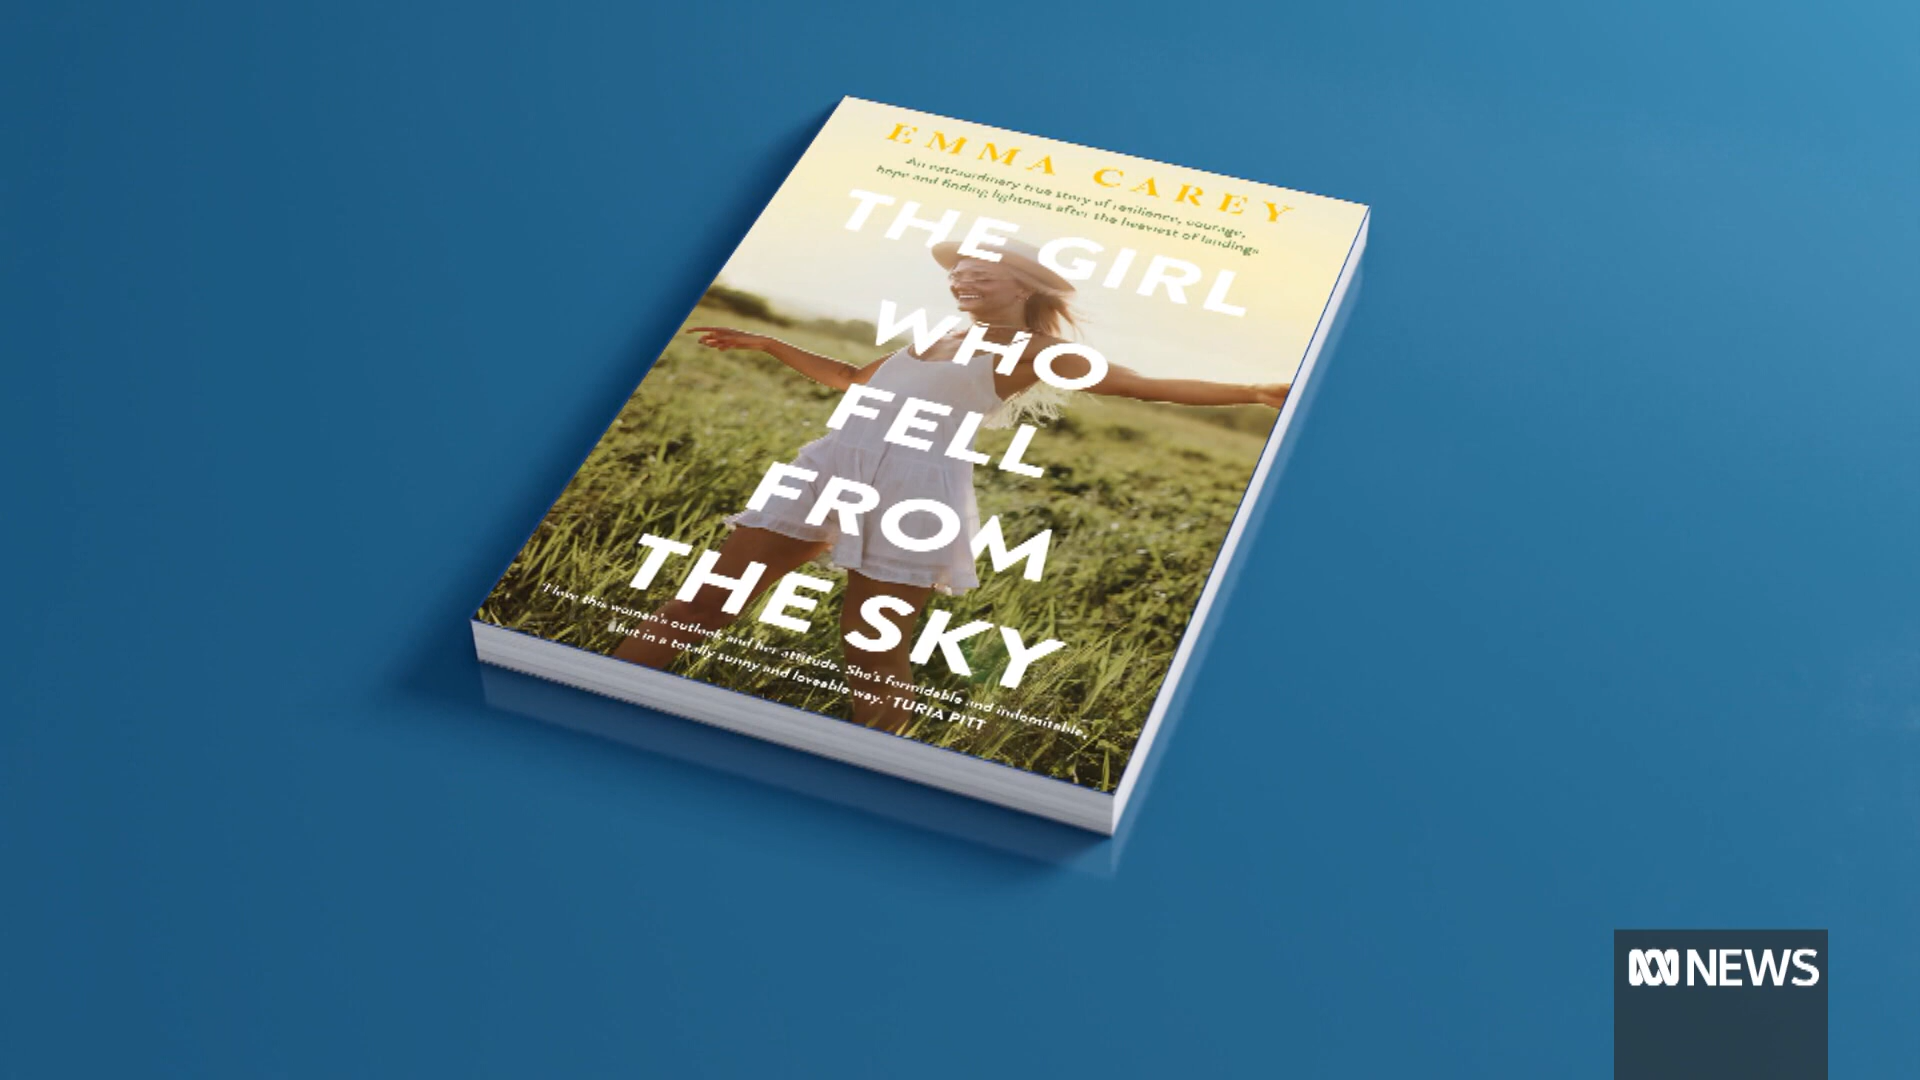 EMMA CAREY
An extraordinary true story of resilience, courage,
hope and finding lightness after the heaviest of landings
THE GIRL
WHO
FELL
FROM
THE SKY
'I love this woman's outlook and her attitude. She's formidable and indomitable,
but in a totally sunny and loveable way.' TURIA PITT
NEWS